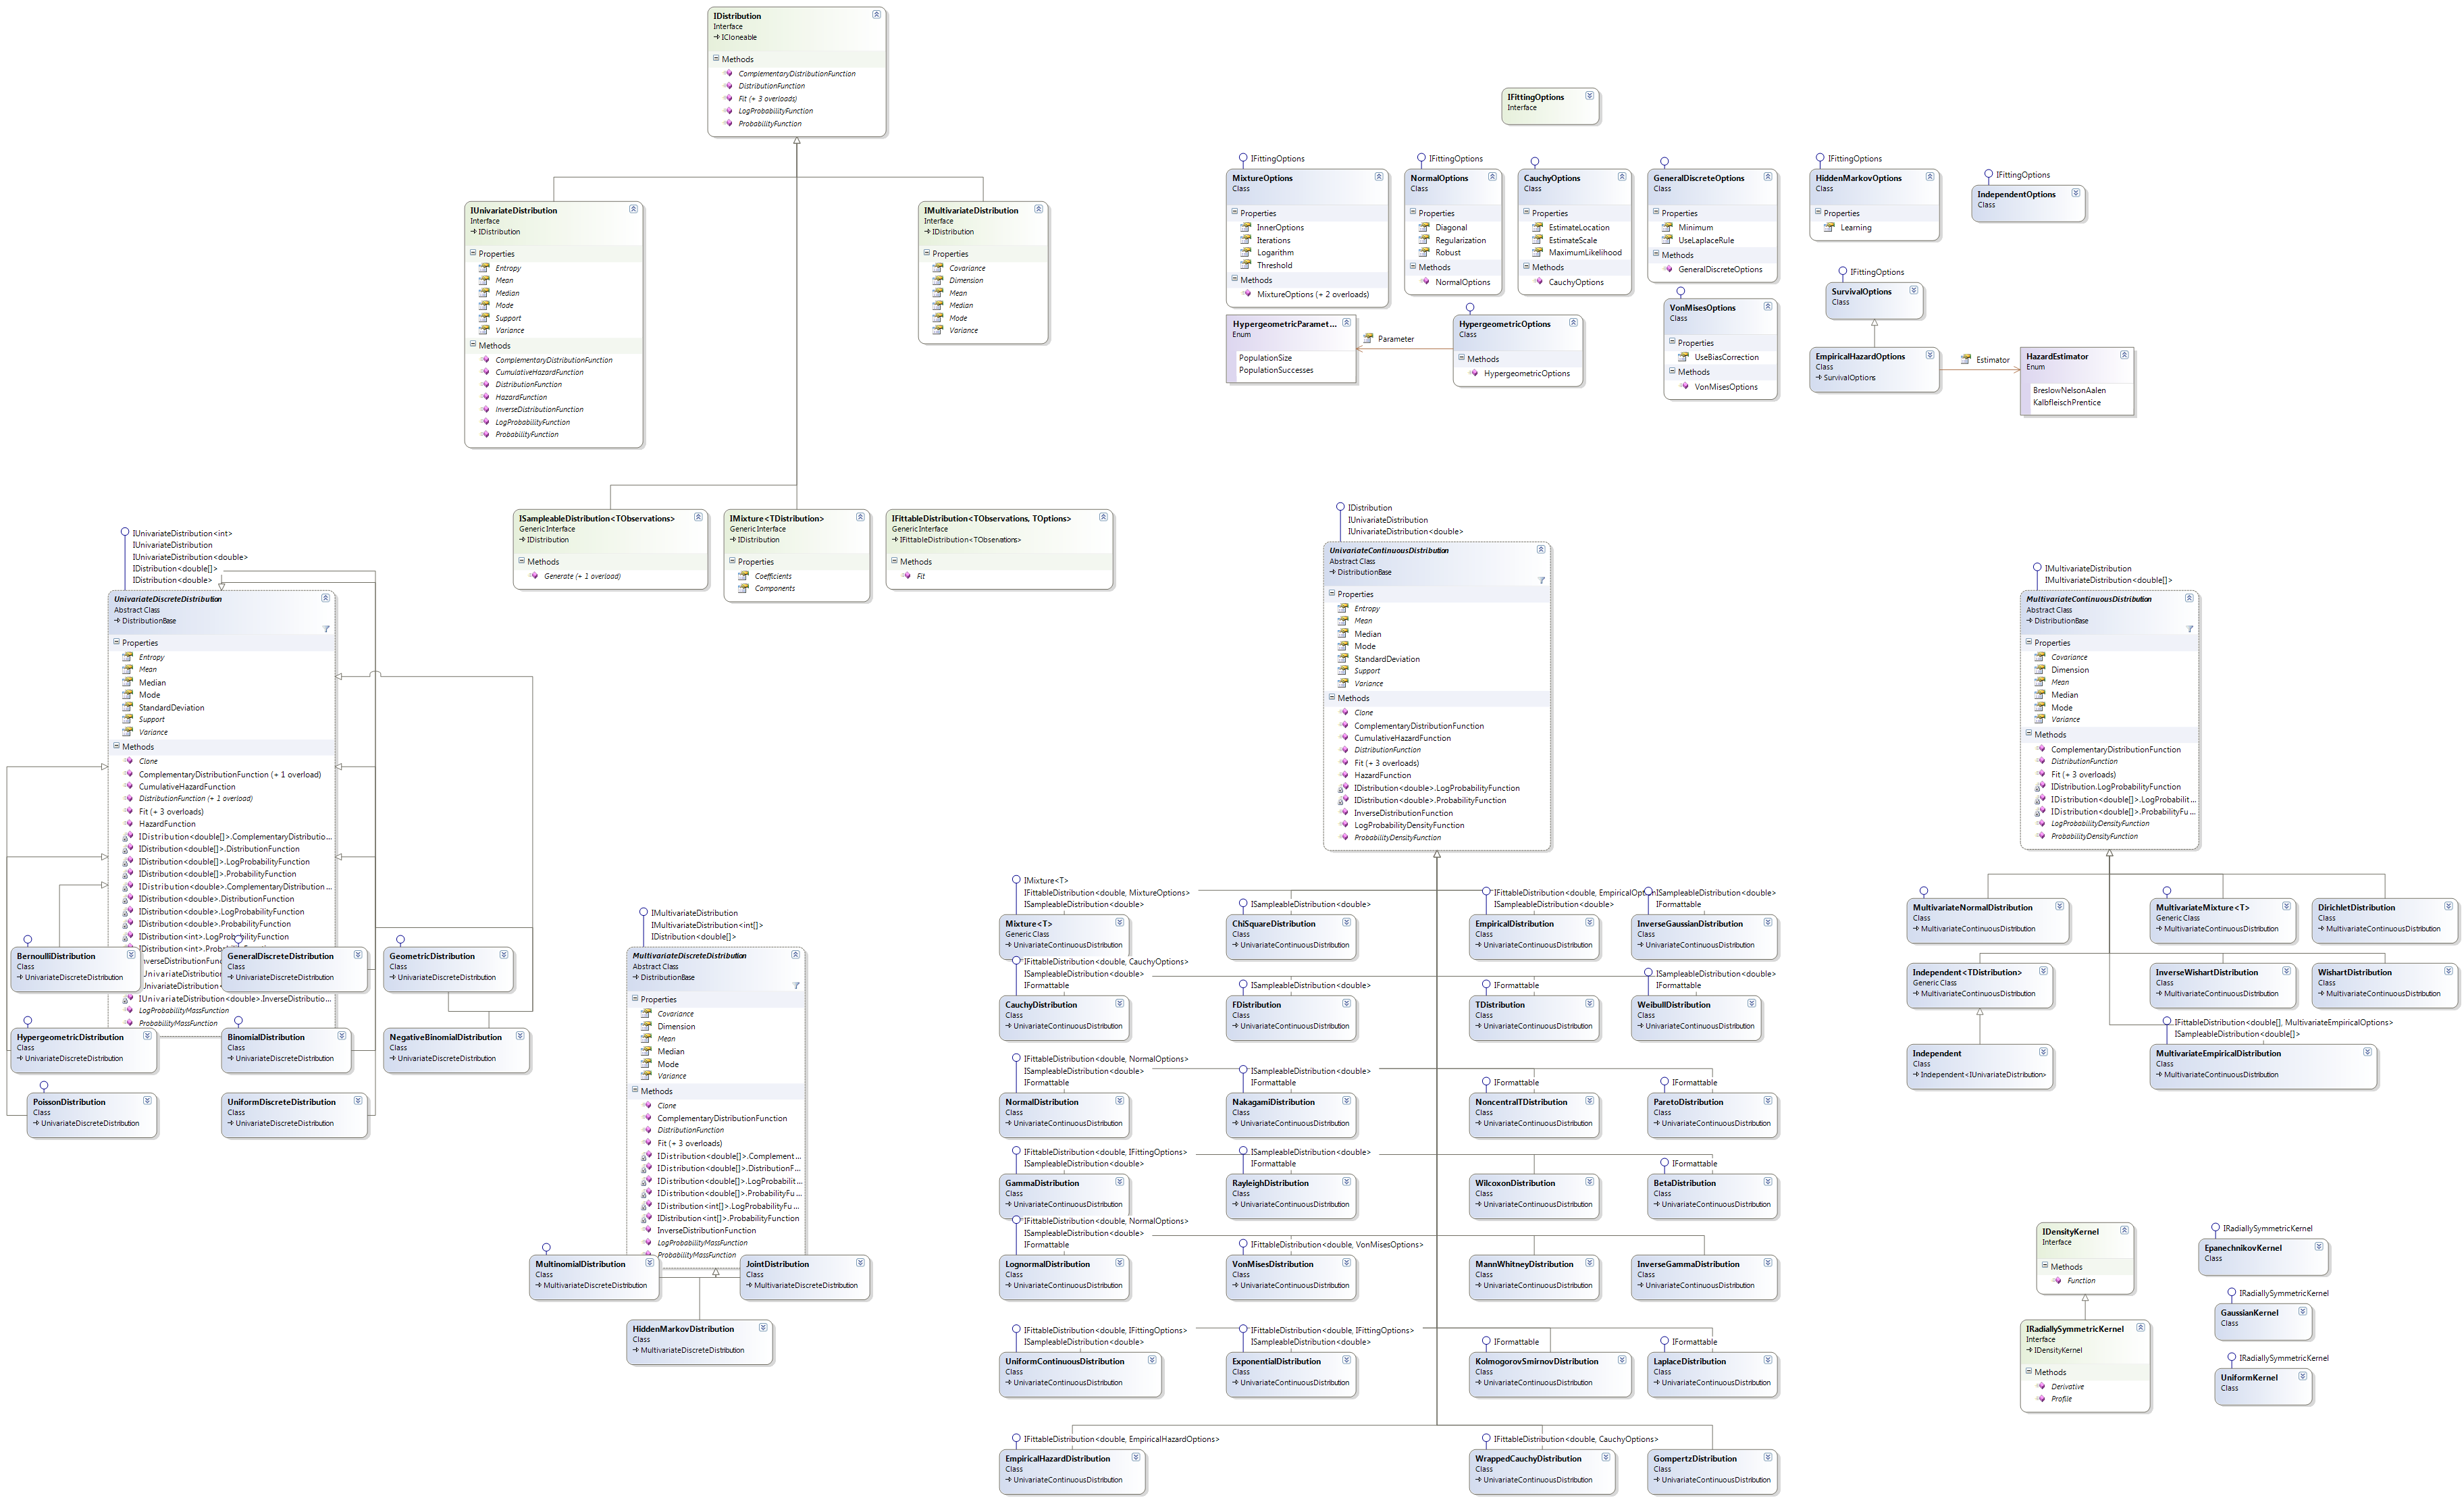 IDistribution
Interface
ICloneable
Methods
ComplementaryDistributionFunction
DistributionFunction
Fit (+ 3 overloads)
LogProbabilityFunction
ProbabilityFunction
IUnivariateDistribution
Interface
IDistribution
Properties
Entropy
Mean
Median
Mode
Support
Variance
Methods
ComplementaryDistributionFunction
CumulativeHazardFunction
DistributionFunction
HazardFunction
InverseDistributionFunction
LogProbabilityFunction
ProbabilityFunction
IMultivariateDistribution
Interface
IDistribution
Properties
Covariance
Dimension
Mean
Median
Mode
Variance
ISampleableDistribution<TObservations>
Generic Interface
IDistribution
Methods
Generate (+ 1 overload)
IMixture<TDistribution>
Generic Interface
IDistribution
Properties
Coefficients
Components
IFittableDistribution<TObservations, TOptions>
Generic Interface
IFittableDistribution<TObservations>
Methods
Fit
IFittingOptions
Interface
IFittingOptions
MixtureOptions
Class
Properties
InnerOptions
Iterations
Logarithm
Threshold
Methods
MixtureOptions (+ 2 overloads)
IFittingOptions
NormalOptions
Class
Properties
Diagonal
Regularization
Robust
Methods
NormalOptions
CauchyOptions
Class
Properties
EstimateLocation
EstimateScale
MaximumLikelihood
Methods
CauchyOptions
GeneralDiscreteOptions
Class
Properties
Minimum
UseLaplaceRule
Methods
GeneralDiscreteOptions
IFittingOptions
HiddenMarkovOptions
Class
Properties
Learning
IFittingOptions
IndependentOptions
Class
HypergeometricParamet...
Enum
PopulationSize
PopulationSuccesses
Parameter
HypergeometricOptions
Class
Methods
HypergeometricOptions
VonMisesOptions
Class
Properties
UseBiasCorrection
Methods
VonMisesOptions
IFittingOptions
SurvivalOptions
Class
EmpiricalHazardOptions
Class
SurvivalOptions
Estimator
HazardEstimator
Enum
BreslowNelsonAalen
KalbfleischPrentice
IUnivariateDistribution<int>
IUnivariateDistribution
IUnivariateDistribution<double>
IDistribution<double[]>
IDistribution<double>
UnivariateDiscreteDistribution
Abstract Class
DistributionBase
Properties
Entropy
Mean
Median
Mode
StandardDeviation
Support
Variance
Methods
Clone
ComplementaryDistributionFunction (+ 1 overload)
CumulativeHazardFunction
DistributionFunction (+ 1 overload)
Fit (+ 3 overloads)
HazardFunction
IDistribution<double[]>.ComplementaryDistributio...
IDistribution<double[]>.DistributionFunction
IDistribution<double[]>.LogProbabilityFunction
IDistribution<double[]>.ProbabilityFunction
IDistribution<double>.ComplementaryDistribution ...
IDistribution<double>.DistributionFunction
IDistribution<double>.LogProbabilityFunction
IDistribution<double>.ProbabilityFunction
IDistribution<int>.LogProbabilityFunction
IUnivariateDistribution<double>.InverseDistributio...
LogProbabilityMassFunction
ProbabilityMassFunction
BernoulliDistribution
Class
UnivariateDiscreteDistribution
GeneralDiscreteDistribution
Class
UnivariateDiscreteDistribution
GeometricDistribution
Class
UnivariateDiscreteDistribution
HypergeometricDistribution
Class
UnivariateDiscreteDistribution
BinomialDistribution
Class
UnivariateDiscreteDistribution
NegativeBinomialDistribution
Class
UnivariateDiscreteDistribution
PoissonDistribution
Class
UnivariateDiscreteDistribution
UniformDiscreteDistribution
Class
UnivariateDiscreteDistribution
IMultivariateDistribution
IMultivariateDistribution<int[]>
IDistribution<double[]>
MultivariateDiscreteDistribution
Abstract Class
DistributionBase
Properties
Covariance
Dimension
Mean
Median
Mode
Variance
Methods
Clone
ComplementaryDistributionFunction
DistributionFunction
Fit (+ 3 overloads)
IDistribution<double[]>.Complement...
IDistribution<double[]>.DistributionF...
IDistribution<double[]>.LogProbabilit...
IDistribution<double[]>.ProbabilityFu...
IDistribution<int[]>.LogProbabilityFu...
IDistribution<int[]>.ProbabilityFunction
InverseDistributionFunction
LogProbabilityMassFunction
ProbabilityMassFunction
MultinomialDistribution
Class
MultivariateDiscreteDistribution
JointDistribution
Class
MultivariateDiscreteDistribution
HiddenMarkovDistribution
Class
MultivariateDiscreteDistribution
IDistribution
IUnivariateDistribution
IUnivariateDistribution<double>
UnivariateContinuousDistribution
Abstract Class
DistributionBase
Properties
Entropy
Mean
Median
Mode
StandardDeviation
Support
Variance
Methods
Clone
ComplementaryDistributionFunction
CumulativeHazardFunction
DistributionFunction
Fit (+ 3 overloads)
HazardFunction
IDistribution<double>.LogProbabilityFunction
IDistribution<double>.ProbabilityFunction
InverseDistributionFunction
LogProbabilityDensityFunction
ProbabilityDensityFunction
IMixture<T>
IFittableDistribution<double, MixtureOptions>
ISampleableDistribution<double>
Mixture<T>
Generic Class
UnivariateContinuousDistribution
ISampleableDistribution<double>
ChiSquareDistribution
Class
UnivariateContinuousDistribution
IFittableDistribution<double, EmpiricalOption
ISampleableDistribution<double>
EmpiricalDistribution
Class
UnivariateContinuousDistribution
ISampleableDistribution<double>
IFormattable
InverseGaussianDistribution
Class
UnivariateContinuousDistribution
IFittableDistribution<double, CauchyOptions>
ISampleableDistribution<double>
IFormattable
CauchyDistribution
Class
UnivariateContinuousDistribution
ISampleableDistribution<double>
FDistribution
Class
UnivariateContinuousDistribution
IFormattable
TDistribution
Class
UnivariateContinuousDistribution
ISampleableDistribution<double>
IFormattable
WeibullDistribution
Class
UnivariateContinuousDistribution
IFittableDistribution<double, NormalOptions>
ISampleableDistribution<double>
IFormattable
NormalDistribution
Class
UnivariateContinuousDistribution
ISampleableDistribution<double>
IFormattable
NakagamiDistribution
Class
UnivariateContinuousDistribution
IFormattable
NoncentralTDistribution
Class
UnivariateContinuousDistribution
IFormattable
ParetoDistribution
Class
UnivariateContinuousDistribution
IFittableDistribution<double, IFittingOptions>
ISampleableDistribution<double>
GammaDistribution
Class
UnivariateContinuousDistribution
ISampleableDistribution<double>
IFormattable
RayleighDistribution
Class
UnivariateContinuousDistribution
WilcoxonDistribution
Class
UnivariateContinuousDistribution
IFormattable
BetaDistribution
Class
UnivariateContinuousDistribution
IFittableDistribution<double, NormalOptions>
ISampleableDistribution<double>
IFormattable
LognormalDistribution
Class
UnivariateContinuousDistribution
IFittableDistribution<double, VonMisesOptions>
VonMisesDistribution
Class
UnivariateContinuousDistribution
MannWhitneyDistribution
Class
UnivariateContinuousDistribution
InverseGammaDistribution
Class
UnivariateContinuousDistribution
IFittableDistribution<double, IFittingOptions>
ISampleableDistribution<double>
UniformContinuousDistribution
Class
UnivariateContinuousDistribution
IFittableDistribution<double, IFittingOptions>
ISampleableDistribution<double>
ExponentialDistribution
Class
UnivariateContinuousDistribution
IFormattable
KolmogorovSmirnovDistribution
Class
UnivariateContinuousDistribution
IFormattable
LaplaceDistribution
Class
UnivariateContinuousDistribution
IFittableDistribution<double, EmpiricalHazardOptions>
EmpiricalHazardDistribution
Class
UnivariateContinuousDistribution
IFittableDistribution<double, CauchyOptions>
WrappedCauchyDistribution
Class
UnivariateContinuousDistribution
GompertzDistribution
Class
UnivariateContinuousDistribution
IMultivariateDistribution
IMultivariateDistribution<double[]>
MultivariateContinuousDistribution
Abstract Class
DistributionBase
Properties
Covariance
Dimension
Mean
Median
Mode
Variance
Methods
ComplementaryDistributionFunction
DistributionFunction
Fit (+ 3 overloads)
IDistribution.LogProbabilityFunction
IDistribution<double[]>.LogProbabilit...
IDistribution<double[]>.ProbabilityFu...
LogProbabilityDensityFunction
ProbabilityDensityFunction
MultivariateNormalDistribution
Class
MultivariateContinuousDistribution
MultivariateMixture<T>
Generic Class
MultivariateContinuousDistribution
DirichletDistribution
Class
MultivariateContinuousDistribution
Independent<TDistribution>
Generic Class
MultivariateContinuousDistribution
InverseWishartDistribution
Class
MultivariateContinuousDistribution
WishartDistribution
Class
MultivariateContinuousDistribution
Independent
Class
Independent<IUnivariateDistribution>
IFittableDistribution<double[], MultivariateEmpiricalOptions>
ISampleableDistribution<double[]>
MultivariateEmpiricalDistribution
Class
MultivariateContinuousDistribution
IDensityKernel
Interface
Methods
Function
IRadiallySymmetricKernel
Interface
IDensityKernel
Methods
Derivative
Profile
IRadiallySymmetricKernel
EpanechnikovKernel
Class
IRadiallySymmetricKernel
GaussianKernel
Class
IRadiallySymmetricKernel
UniformKernel
Class